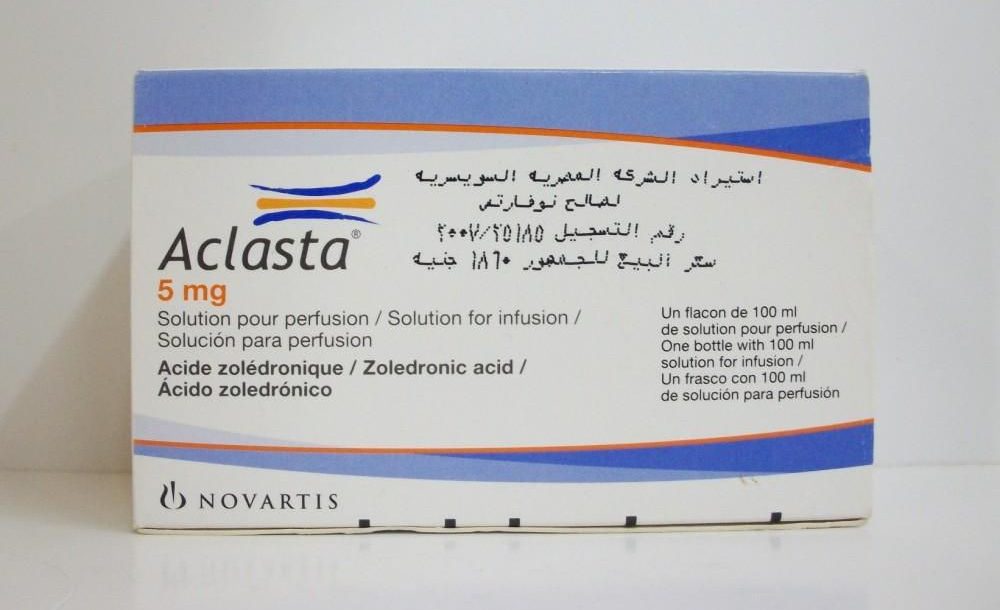 استيراد الشركه المصريه السويسريه
لصالح نوفارتس
رقم التسجيل ٢٠٠٧/٢٥١٨٥
سعر البيع للجمهور ١٨٦٠ جنيه
Aclasta®
5 mg
Solution pour perfusion / Solution for infusion /
Solución para perfusion
Acide zolédronique / Zoledronic acid /
Ácido zoledrónico
Un flacon de 100 ml
de solution pour perfusion /
One bottle with 100 ml
solution for infusion /
Un frasco con 100 ml
de solución para perfusión
NOVARTIS